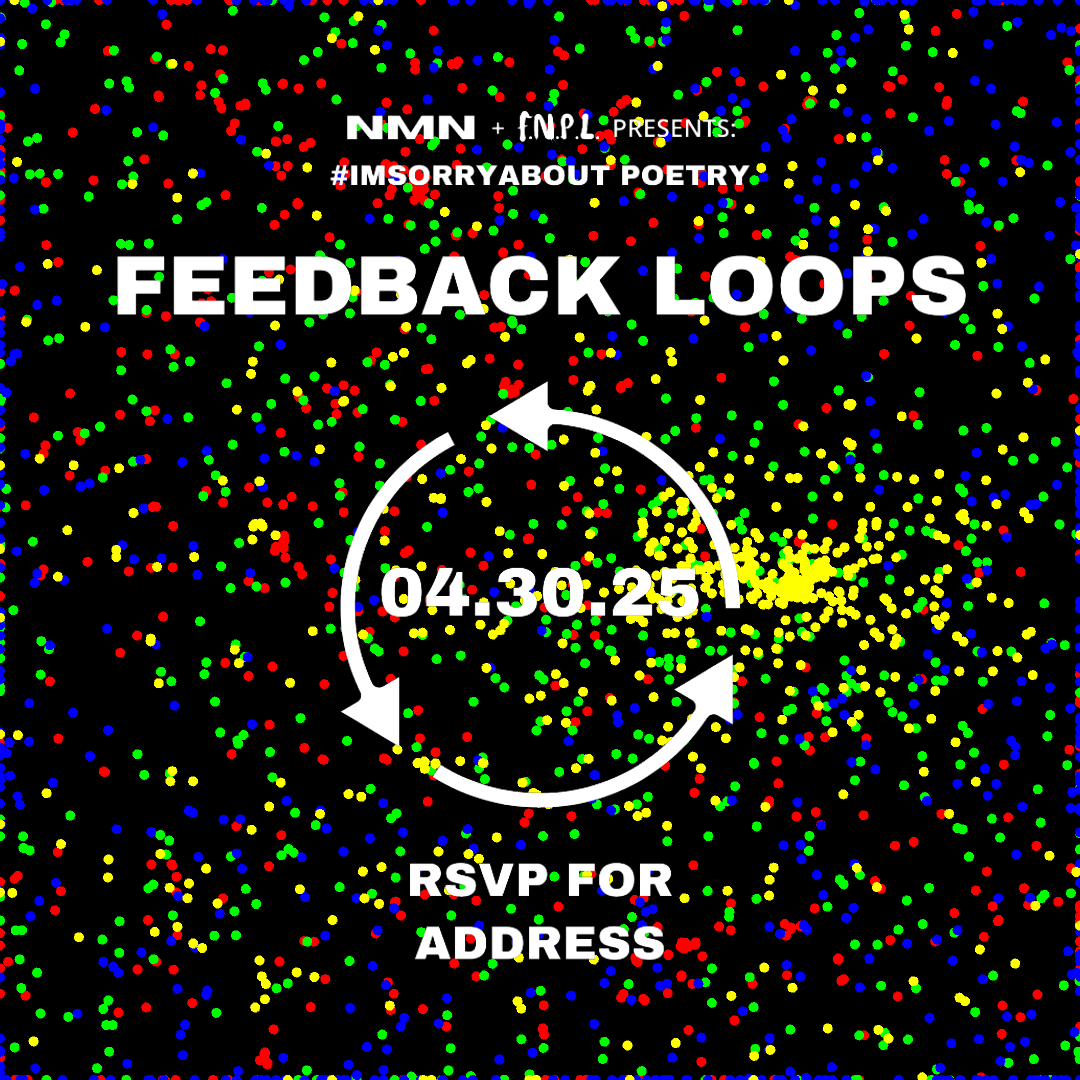 NMN + F.N.P.L. PRESENTS:
#IMSORRYABOUT POETRY
FEEDBACK LOOPS
04.30.25
RSVP FOR
ADDRESS